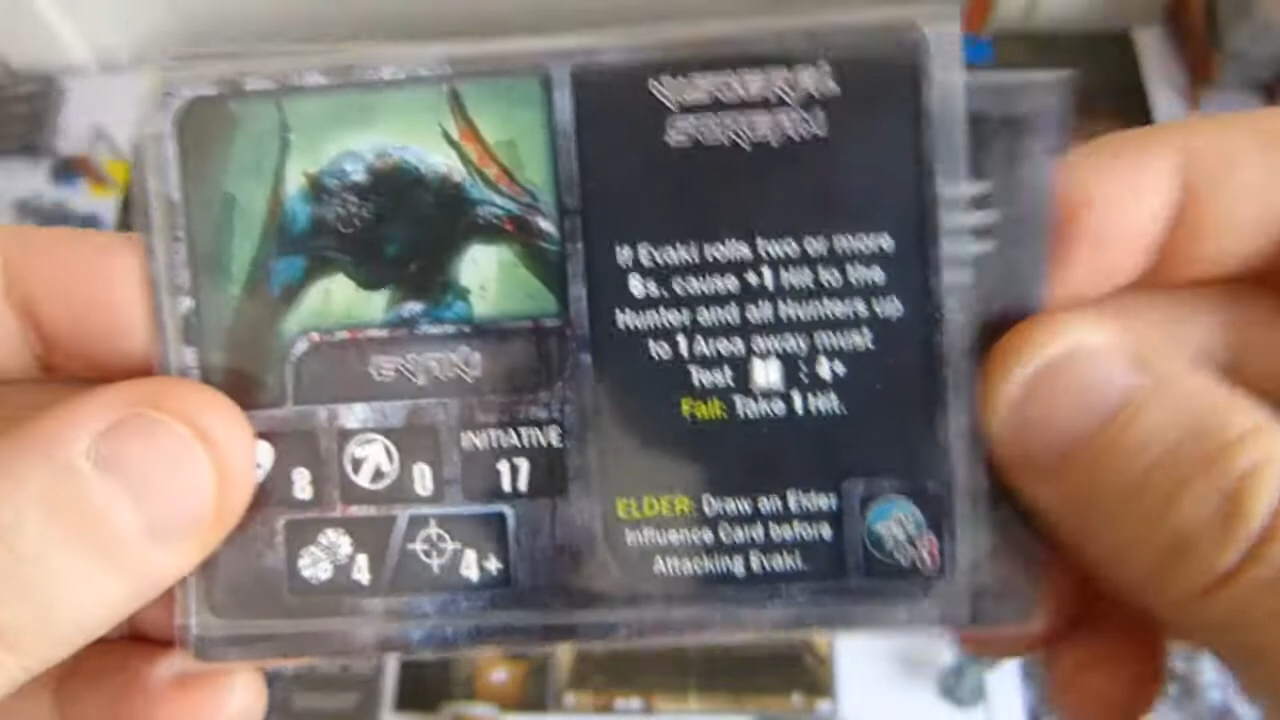 EVAKI
8
0
INITIATIVE
17
4
4+
If Evaki rolls two or more
6s, cause +1 Hit to the
Hunter and all Hunters up
to 1 Area away must
Test : 4+
Fail: Take 1 Hit.
ELDER: Draw an Elder
Influence Card before
Attacking Evaki.